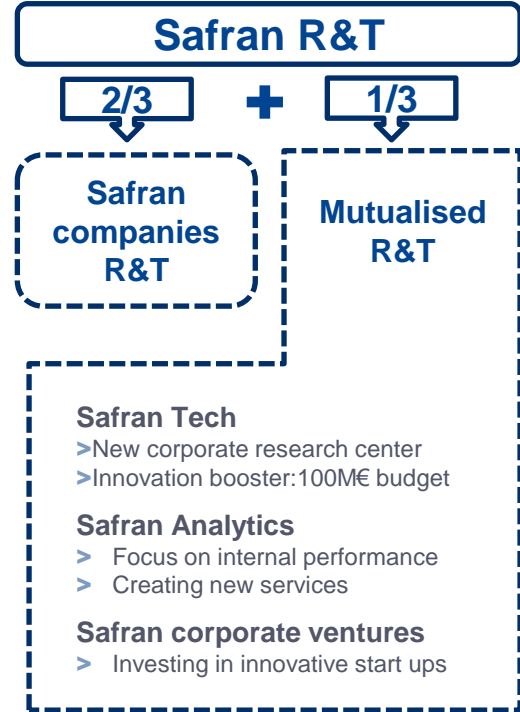 Safran R&T
2/3
+
1/3
Safran
companies
R&T
Mutualised
R&T
Safran Tech
>New corporate research center
>Innovation booster:100M€ budget
Safran Analytics
> Focus on internal performance
> Creating new services
Safran corporate ventures
> Investing in innovative start ups